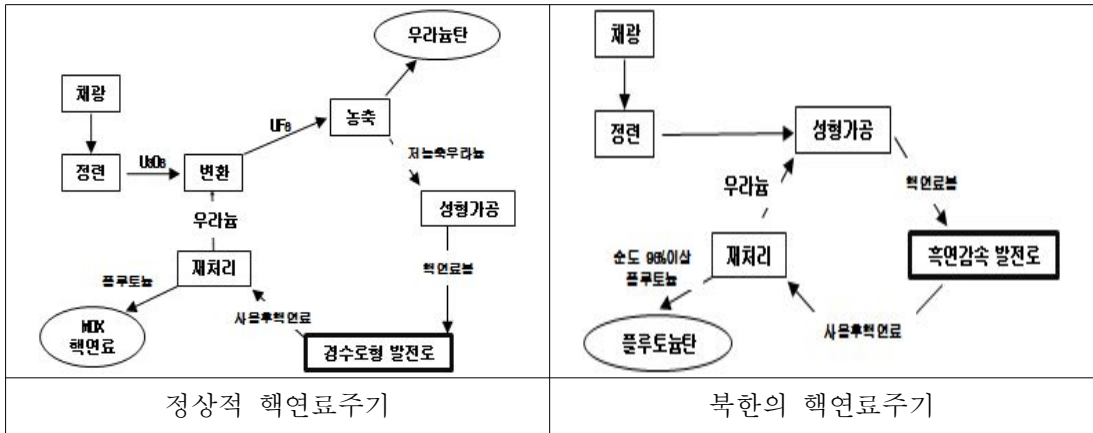 우라늄탄
채광
UF₆
농축
정련
U₃O₈
변환
저농축우라늄
성형가공
우라늄
재처리
핵연료봉
플루토늄
사용후핵연료
MOX
핵연료
경수로형 발전로
정상적 핵연료주기
채광
정련
성형가공
우라늄
핵연료봉
순도 98%이상
플루토늄
재처리
흑연감속 발전로
사용후핵연료
플루토늄탄
북한의 핵연료주기